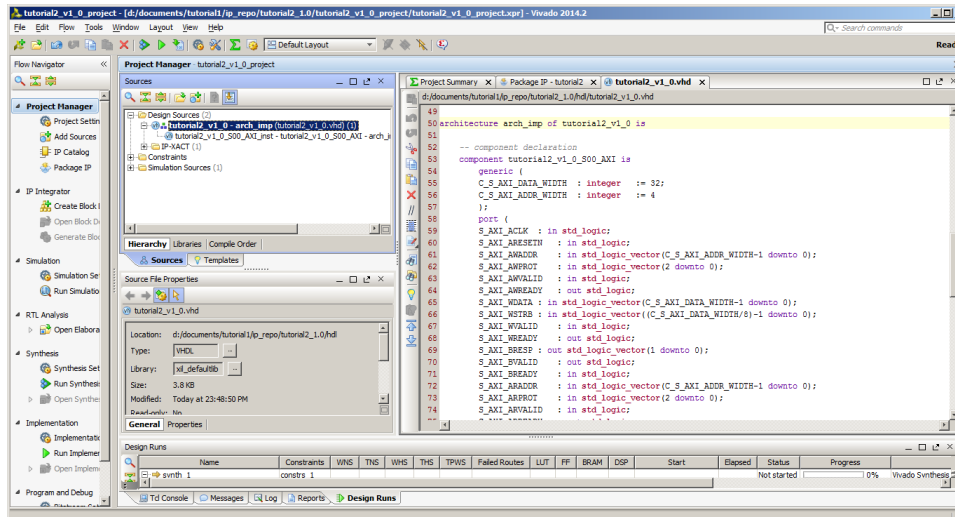 tutorial2_v1_0_project - [d:/documents/tutorial1/ip_repo/tutorial2_1.0/tutorial2_v1_0_project/tutorial2_v1_0_project.xpr] - Vivado 2014.2
File Edit Flow Tools Window Layout View Help
Search commands
Default Layout
Read
Flow Navigator
Project Manager
Project Settin
Add Sources
IP Catalog
Package IP
IP Integrator
Create Block
Open Block D
Generate Bloc
Simulation
Simulation Se
Run Simulatio
RTL Analysis
Open Elabora
Synthesis
Synthesis Set
Run Synthesi
Open Synthe
Implementation
Implementatio
Run Implemer
Open Implem
Program and Debug
Project Manager - tutorial2_v1_0_project
Sources
Design Sources (2)
tutorial2_v1_0 - arch_imp (tutorial2_v1_0.vhd) (1)
tutorial2_v1_0_S00_AXI_inst - tutorial2_v1_0_S00_AXI - arch_i
IP-XACT (1)
Constraints
Simulation Sources (1)
Hierarchy Libraries Compile Order
Sources Templates
Source File Properties
tutorial2_v1_0.vhd
Location: d:/documents/tutorial1/ip_repo/tutorial2_1.0/hdl
Type: VHDL
Library: xil_defaultlib
Size: 3.8 KB
Modified: Today at 23:48:50 PM
Read-only: No
General Properties
Project Summary Package IP - tutorial2 tutorial2_v1_0.vhd
d:/documents/tutorial1/ip_repo/tutorial2_1.0/hdl/tutorial2_v1_0.vhd
49
50 architecture arch_imp of tutorial2_v1_0 is
51
52 -- component declaration
53 component tutorial2_v1_0_S00_AXI is
54 generic (
55 C_S_AXI_DATA_WIDTH : integer := 32;
56 C_S_AXI_ADDR_WIDTH : integer := 4
57 );
58 port (
59 S_AXI_ACLK : in std_logic;
60 S_AXI_ARESETN : in std_logic;
61 S_AXI_AWADDR : in std_logic_vector(C_S_AXI_ADDR_WIDTH-1 downto 0);
62 S_AXI_AWPROT : in std_logic_vector(2 downto 0);
63 S_AXI_AWVALID : in std_logic;
64 S_AXI_AWREADY : out std_logic;
65 S_AXI_WDATA : in std_logic_vector(C_S_AXI_DATA_WIDTH-1 downto 0);
66 S_AXI_WSTRB : in std_logic_vector((C_S_AXI_DATA_WIDTH/8)-1 downto 0);
67 S_AXI_WVALID : in std_logic;
68 S_AXI_WREADY : out std_logic;
69 S_AXI_BRESP : out std_logic_vector(1 downto 0);
70 S_AXI_BVALID : out std_logic;
71 S_AXI_BREADY : in std_logic;
72 S_AXI_ARADDR : in std_logic_vector(C_S_AXI_ADDR_WIDTH-1 downto 0);
73 S_AXI_ARPROT : in std_logic_vector(2 downto 0);
74 S_AXI_ARVALID : in std_logic;
Design Runs
Name Constraints WNS TNS WHS THS TPWS Failed Routes LUT FF BRAM DSP Start Elapsed Status Progress
synth_1 constrs_1 Not started 0% Vivado Synthesis
Tcl Console Messages Log Reports Design Runs